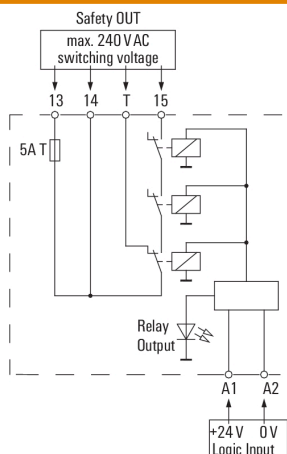 Safety OUT
max. 240 V AC
switching voltage
13 14 T 15
5A T
Relay
Output
A1 A2
+24 V 0 V
Logic Input